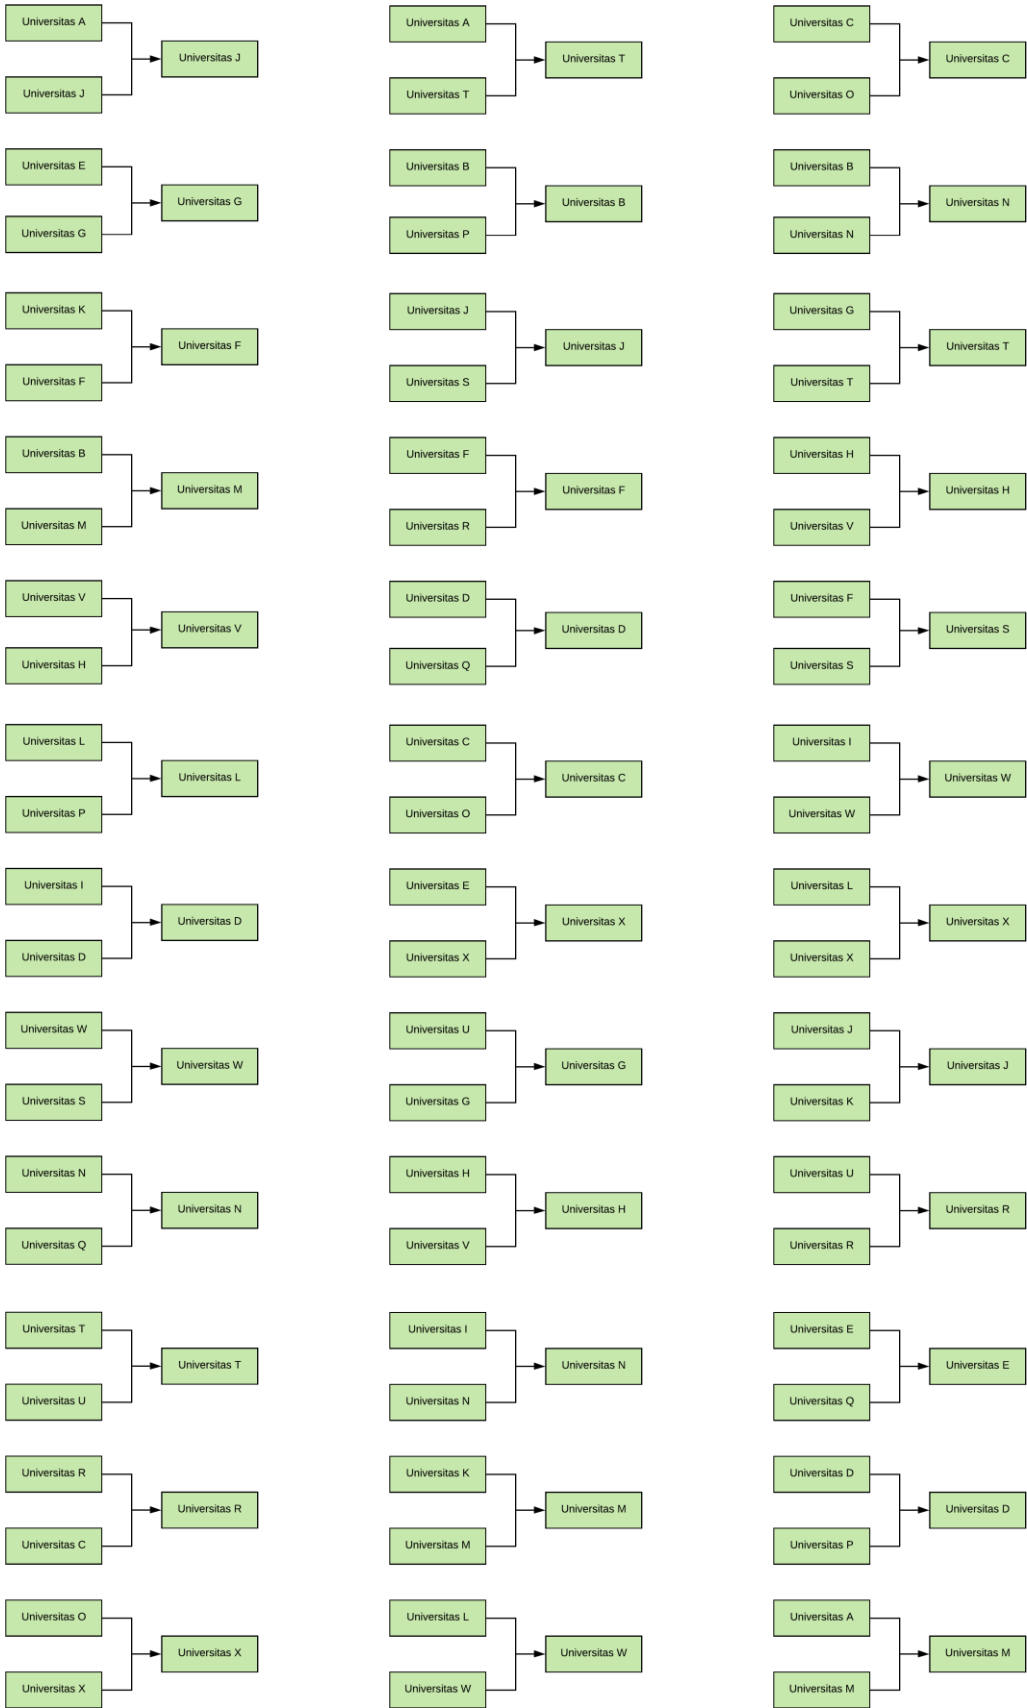 Universitas A
Universitas J
Universitas J
Universitas A
Universitas T
Universitas T
Universitas C
Universitas O
Universitas C
Universitas E
Universitas G
Universitas G
Universitas B
Universitas P
Universitas B
Universitas B
Universitas N
Universitas N
Universitas K
Universitas F
Universitas F
Universitas J
Universitas S
Universitas J
Universitas G
Universitas T
Universitas T
Universitas B
Universitas M
Universitas M
Universitas F
Universitas R
Universitas F
Universitas H
Universitas V
Universitas H
Universitas V
Universitas H
Universitas V
Universitas D
Universitas Q
Universitas D
Universitas F
Universitas S
Universitas S
Universitas L
Universitas P
Universitas L
Universitas C
Universitas O
Universitas C
Universitas I
Universitas W
Universitas W
Universitas I
Universitas D
Universitas D
Universitas E
Universitas X
Universitas X
Universitas L
Universitas X
Universitas X
Universitas W
Universitas S
Universitas W
Universitas U
Universitas G
Universitas G
Universitas J
Universitas K
Universitas J
Universitas N
Universitas Q
Universitas N
Universitas H
Universitas V
Universitas H
Universitas U
Universitas R
Universitas R
Universitas T
Universitas U
Universitas T
Universitas I
Universitas N
Universitas N
Universitas E
Universitas Q
Universitas E
Universitas R
Universitas C
Universitas R
Universitas K
Universitas M
Universitas M
Universitas D
Universitas P
Universitas D
Universitas O
Universitas X
Universitas X
Universitas L
Universitas W
Universitas W
Universitas A
Universitas M
Universitas M